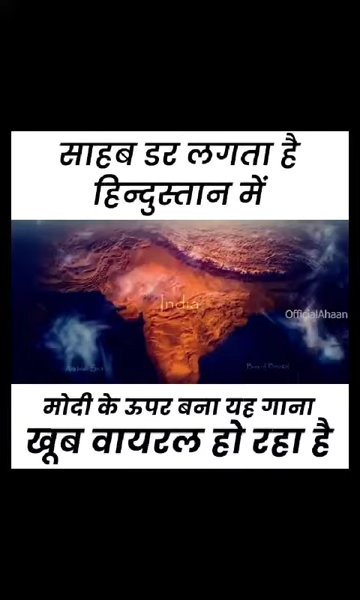 साहब डर लगता है
हिन्दुस्तान में
India
OfficialAhaan
मोदी के ऊपर बना यह गाना
खूब वायरल हो रहा है